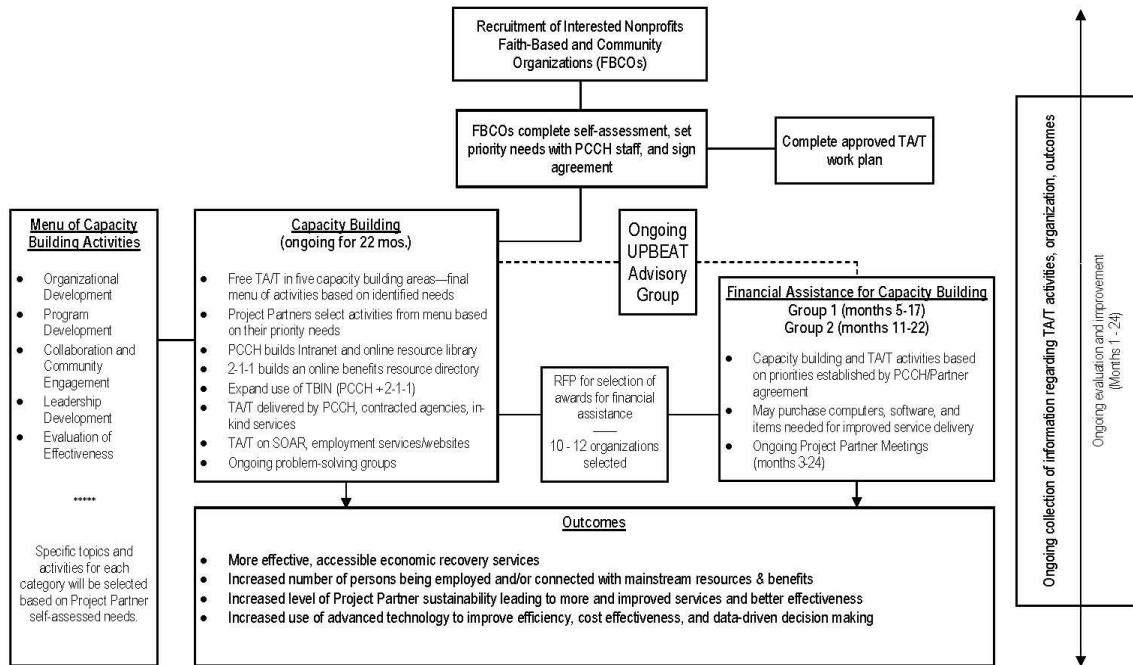 Recruitment of Interested Nonprofits
Faith-Based and Community
Organizations (FBCOs)
FBCOs complete self-assessment, set
priority needs with PCCH staff, and sign
agreement
Complete approved TA/T
work plan
Menu of Capacity
Building Activities
● Organizational
Development
● Program
Development
● Collaboration and
Community
Engagement
● Leadership
Development
● Evaluation of
Effectiveness
*****
Specific topics and
activities for each
category will be selected
based on Project Partner
self-assessed needs.
Capacity Building
(ongoing for 22 mos.)
● Free TA/T in five capacity building areas—final
menu of activities based on identified needs
● Project Partners select activities from menu based
on their priority needs
● PCCH builds Intranet and online resource library
● 2-1-1 builds an online benefits resource directory
● Expand use of TBIN (PCCH + 2-1-1)
● TA/T delivered by PCCH, contracted agencies, in-
kind services
● TA/T on SOAR, employment services/websites
● Ongoing problem-solving groups
Ongoing
UPBEAT
Advisory
Group
RFP for selection of
awards for financial
assistance
10 - 12 organizations
selected
Financial Assistance for Capacity Building
Group 1 (months 5-17)
Group 2 (months 11-22)
● Capacity building and TA/T activities based
on priorities established by PCCH/Partner
agreement
● May purchase computers, software, and
items needed for improved service delivery
● Ongoing Project Partner Meetings
(months 3-24)
Outcomes
● More effective, accessible economic recovery services
● Increased number of persons being employed and/or connected with mainstream resources & benefits
● Increased level of Project Partner sustainability leading to more and improved services and better effectiveness
● Increased use of advanced technology to improve efficiency, cost effectiveness, and data-driven decision making
Ongoing collection of information regarding TA/T activities, organization, outcomes
Ongoing evaluation and improvement
(Months 1 - 24)